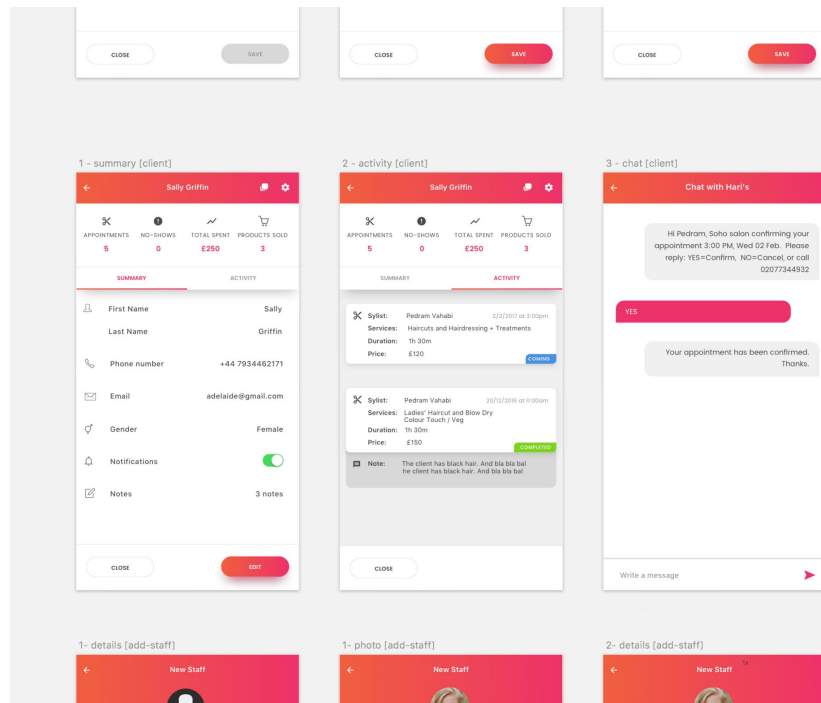 CLOSE SAVE
CLOSE SAVE
CLOSE SAVE
1 - summary [client]
Sally Griffin
APPOINTMENTS NO-SHOWS TOTAL SPENT PRODUCTS SOLD
5 0 £250 3
SUMMARY ACTIVITY
First Name Sally
Last Name Griffin
Phone number +44 7934462171
Email adelaide@gmail.com
Gender Female
Notifications
Notes 3 notes
CLOSE EDIT
2 - activity [client]
Sally Griffin
APPOINTMENTS NO-SHOWS TOTAL SPENT PRODUCTS SOLD
5 0 £250 3
SUMMARY ACTIVITY
Sylist: Pedram Vahabi 2/2/2017 at 3:00pm
Services: Haircuts and Hairdressing + Treatments
Duration: 1h 30m
Price: £120
COMING
Sylist: Pedram Vahabi 20/12/2016 at 11:00am
Services: Ladies' Haircut and Blow Dry
Colour Touch / Veg
Duration: 1h 30m
Price: £150
COMPLETED
Note: The client has black hair. And bla bla bal
he client has black hair. And bla bla bal
CLOSE
3 - chat [client]
Chat with Hari's
Hi Pedram, Soho salon confirming your
appointment 3:00 PM, Wed 02 Feb. Please
reply: YES=Confirm, NO=Cancel, or call
02077344932
YES
Your appointment has been confirmed.
Thanks.
Write a message
1- details [add-staff]
New Staff
1- photo [add-staff]
New Staff
2- details [add-staff]
New Staff
1x